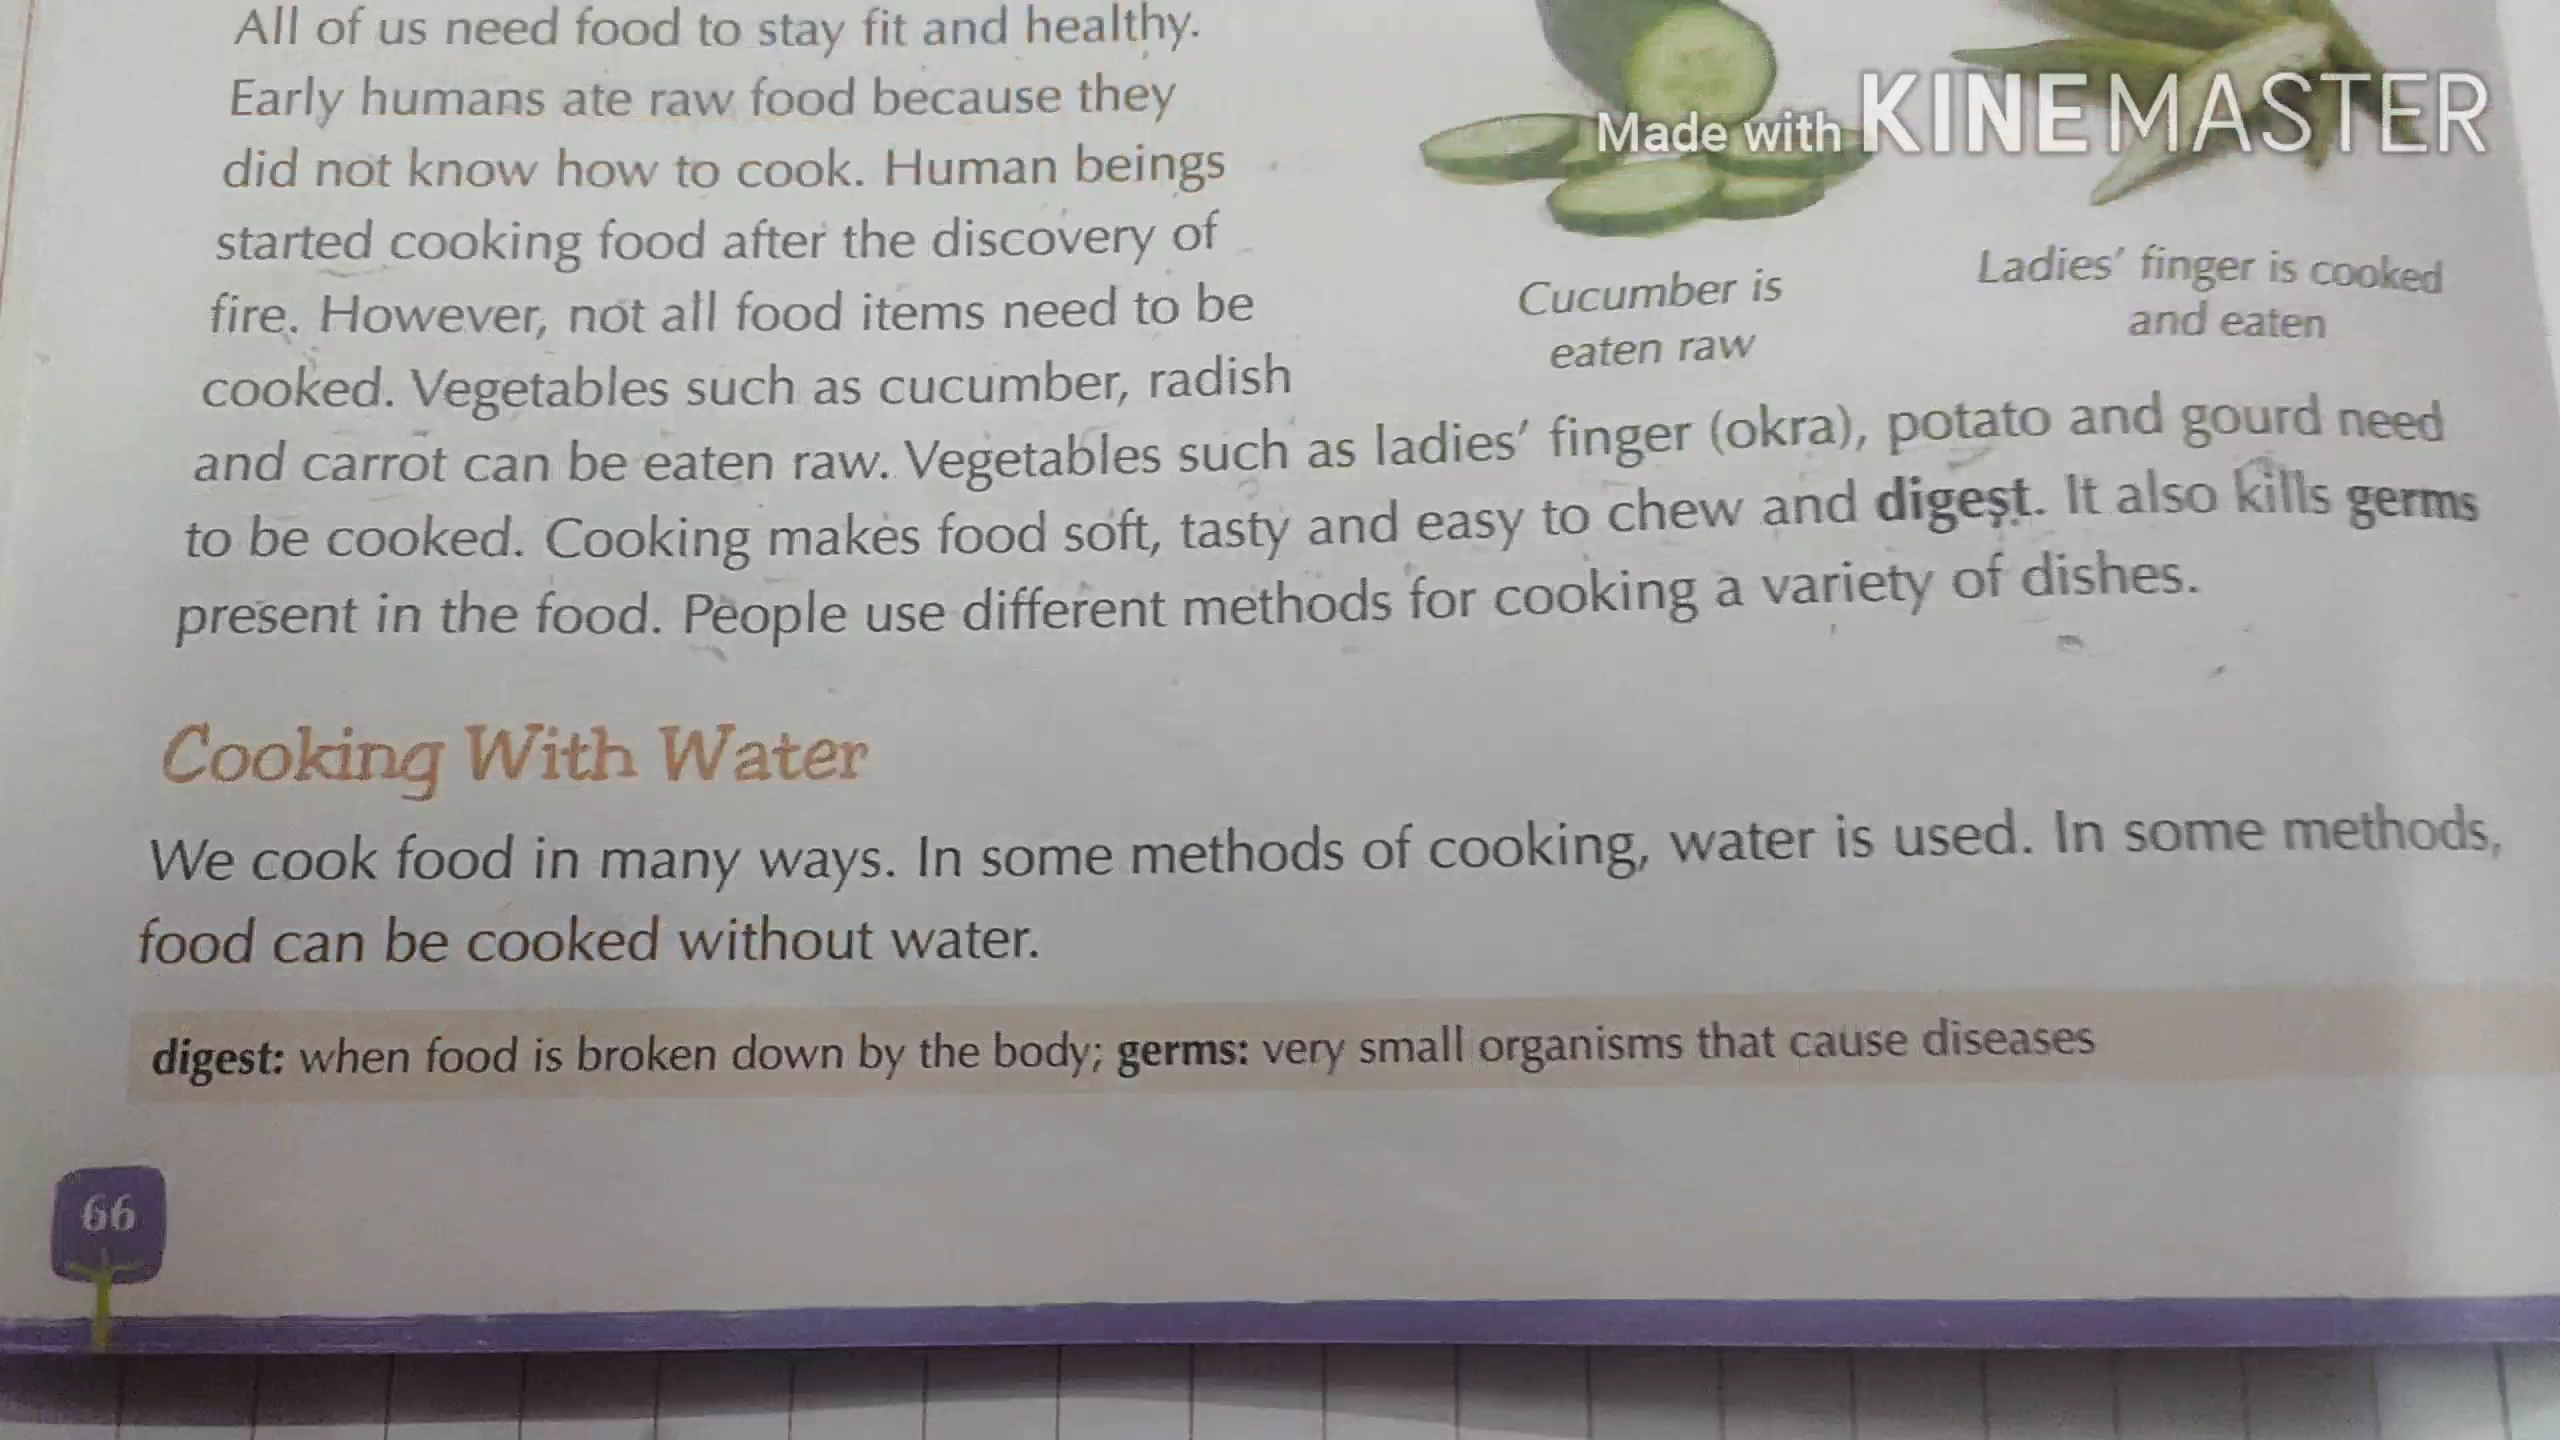 All of us need food to stay fit and healthy.
Early humans ate raw food because they
did not know how to cook. Human beings
started cooking food after the discovery of
fire. However, not all food items need to be
cooked. Vegetables such as cucumber, radish
and carrot can be eaten raw. Vegetables such as ladies' finger (okra), potato and gourd need
to be cooked. Cooking makes food soft, tasty and easy to chew and digest. It also kills germs
present in the food. People use different methods for cooking a variety of dishes.
Made with KINEMASTER
Cucumber is
eaten raw
Ladies' finger is cooked
and eaten
Cooking With Water
We cook food in many ways. In some methods of cooking, water is used. In some methods,
food can be cooked without water.
digest: when food is broken down by the body; germs: very small organisms that cause diseases
66